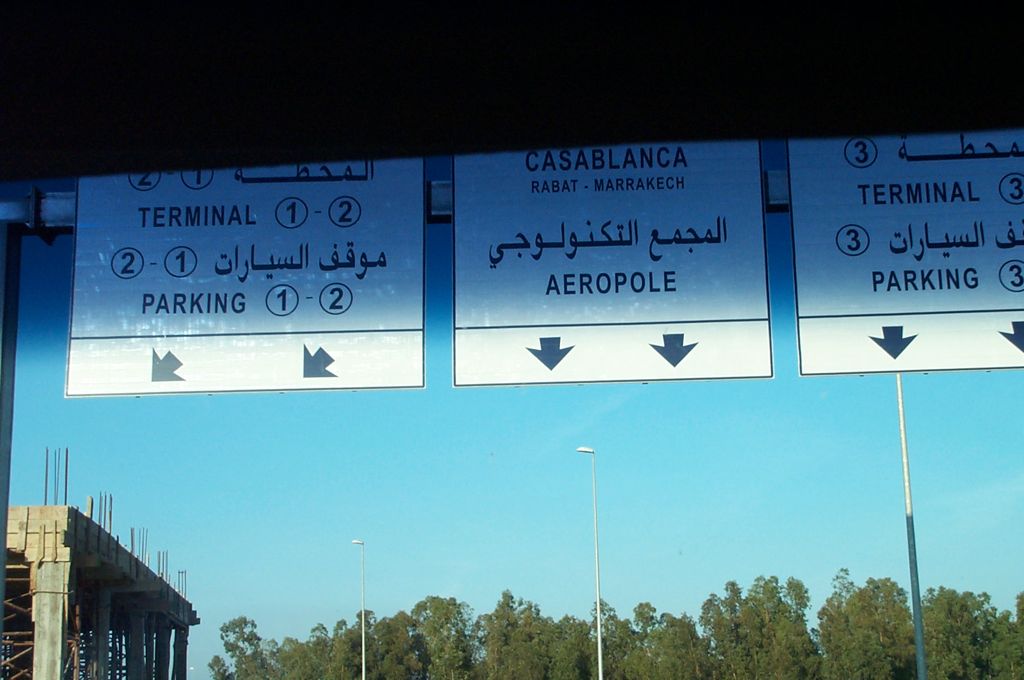 المحطة 1 - 2
TERMINAL 1 - 2
موقف السيارات 1 - 2
PARKING 1 - 2
CASABLANCA
RABAT - MARRAKECH
المجمع التكنولوجي
AEROPOLE
المحطة 3
TERMINAL 3
موقف السيارات 3
PARKING 3